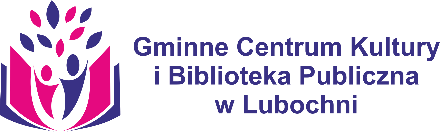 Gminne Centrum Kultury
i Biblioteka Publiczna
w Lubochni